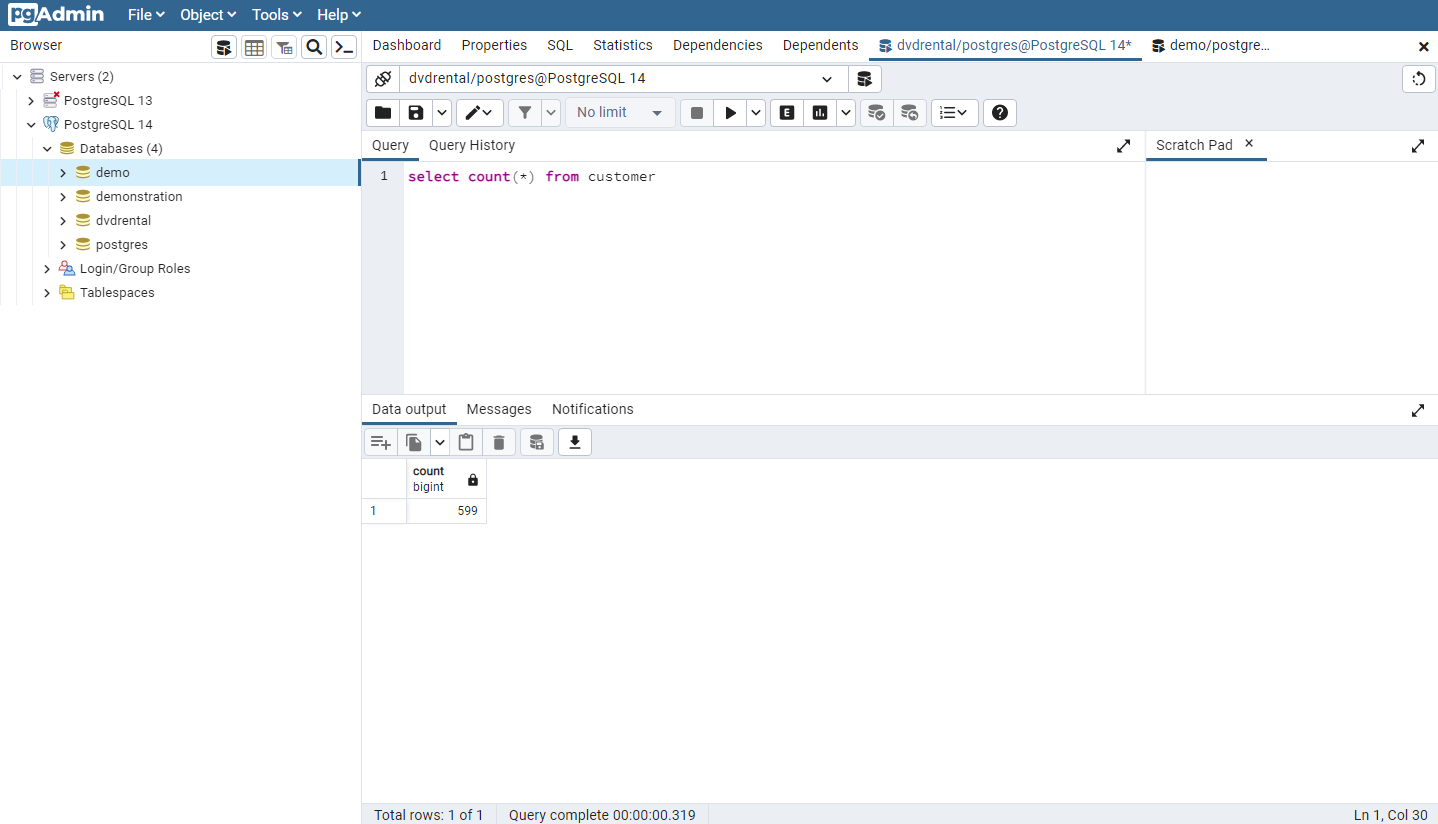 pgAdmin File Object Tools Help
Browser
Servers (2)
PostgreSQL 13
PostgreSQL 14
Databases (4)
demo
demonstration
dvdrental
postgres
Login/Group Roles
Tablespaces
Dashboard Properties SQL Statistics Dependencies Dependents dvdrental/postgres@PostgreSQL 14* demo/postgre...
dvdrental/postgres@PostgreSQL 14
No limit E
Query Query History Scratch Pad
1 select count(*) from customer
Data output Messages Notifications
count
bigint
1 599
Total rows: 1 of 1 Query complete 00:00:00.319 Ln 1, Col 30